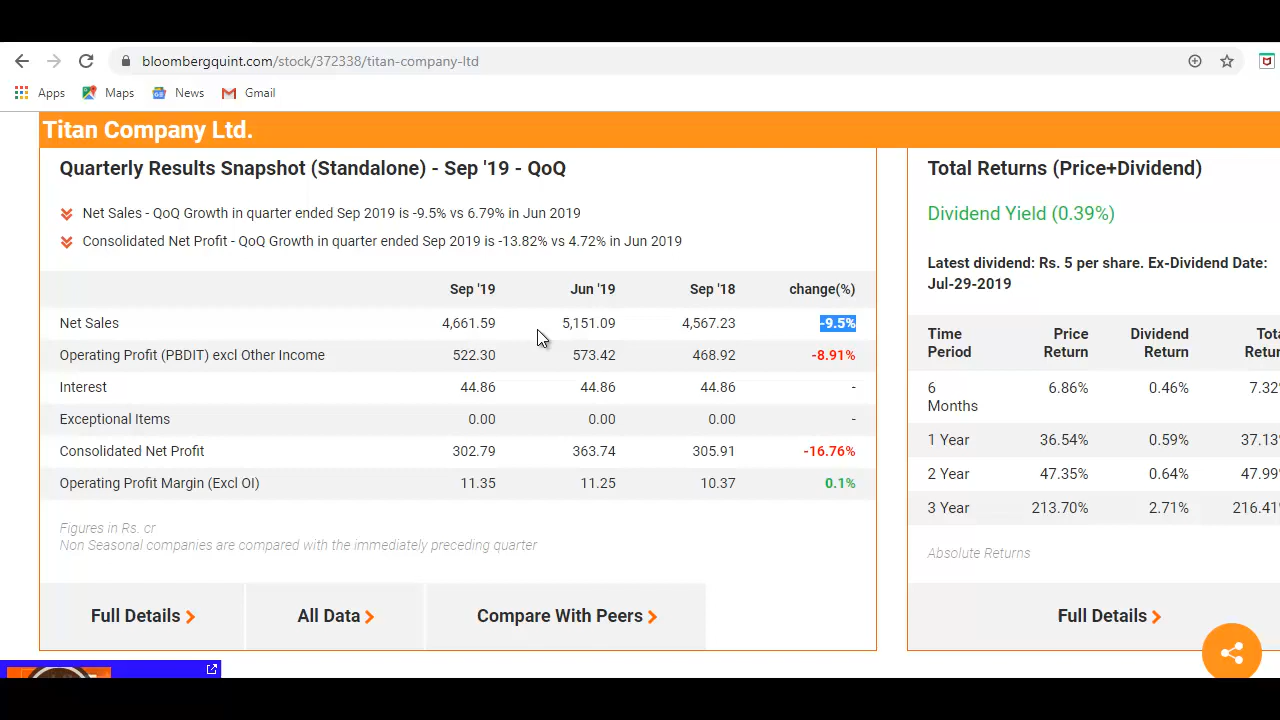 bloombergquint.com/stock/372338/titan-company-ltd
Apps Maps News Gmail
Titan Company Ltd.
Quarterly Results Snapshot (Standalone) - Sep '19 - QoQ
Net Sales - QoQ Growth in quarter ended Sep 2019 is -9.5% vs 6.79% in Jun 2019
Consolidated Net Profit - QoQ Growth in quarter ended Sep 2019 is -13.82% vs 4.72% in Jun 2019
Sep '19 Jun '19 Sep '18 change(%)
Net Sales 4,661.59 5,151.09 4,567.23 -9.5%
Operating Profit (PBDIT) excl Other Income 522.30 573.42 468.92 -8.91%
Interest 44.86 44.86 44.86 -
Exceptional Items 0.00 0.00 0.00 -
Consolidated Net Profit 302.79 363.74 305.91 -16.76%
Operating Profit Margin (Excl OI) 11.35 11.25 10.37 0.1%
Figures in Rs. cr
Non Seasonal companies are compared with the immediately preceding quarter
Full Details All Data Compare With Peers
Total Returns (Price+Dividend)
Dividend Yield (0.39%)
Latest dividend: Rs. 5 per share. Ex-Dividend Date:
Jul-29-2019
Time Price Dividend
Period Return Return
6 6.86% 0.46% 7.32
Months
1 Year 36.54% 0.59% 37.13
2 Year 47.35% 0.64% 47.99
3 Year 213.70% 2.71% 216.41
Absolute Returns
Full Details